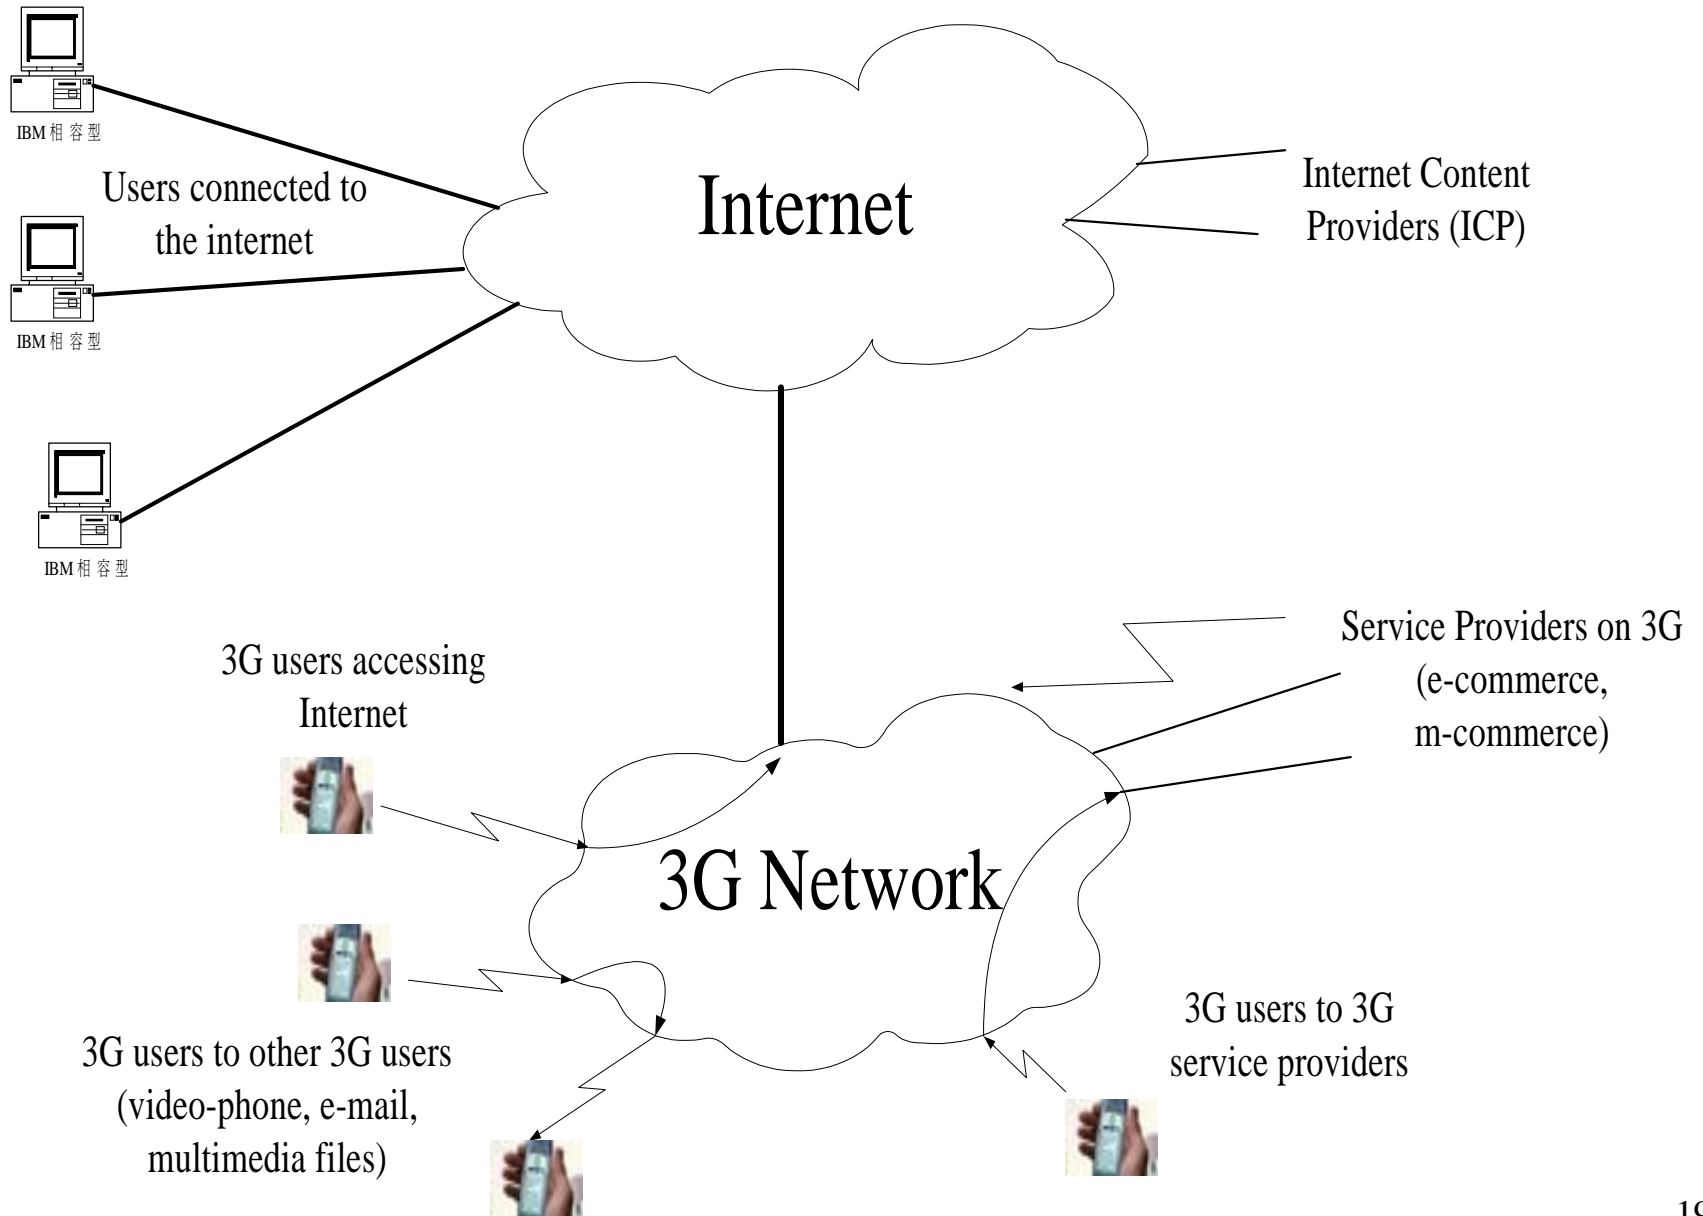 IBM 相容型
Users connected to
the internet
IBM 相容型
IBM 相容型
Internet
Internet Content
Providers (ICP)
3G users accessing
Internet
Service Providers on 3G
(e-commerce,
m-commerce)
3G Network
3G users to other 3G users
(video-phone, e-mail,
multimedia files)
3G users to 3G
service providers
19